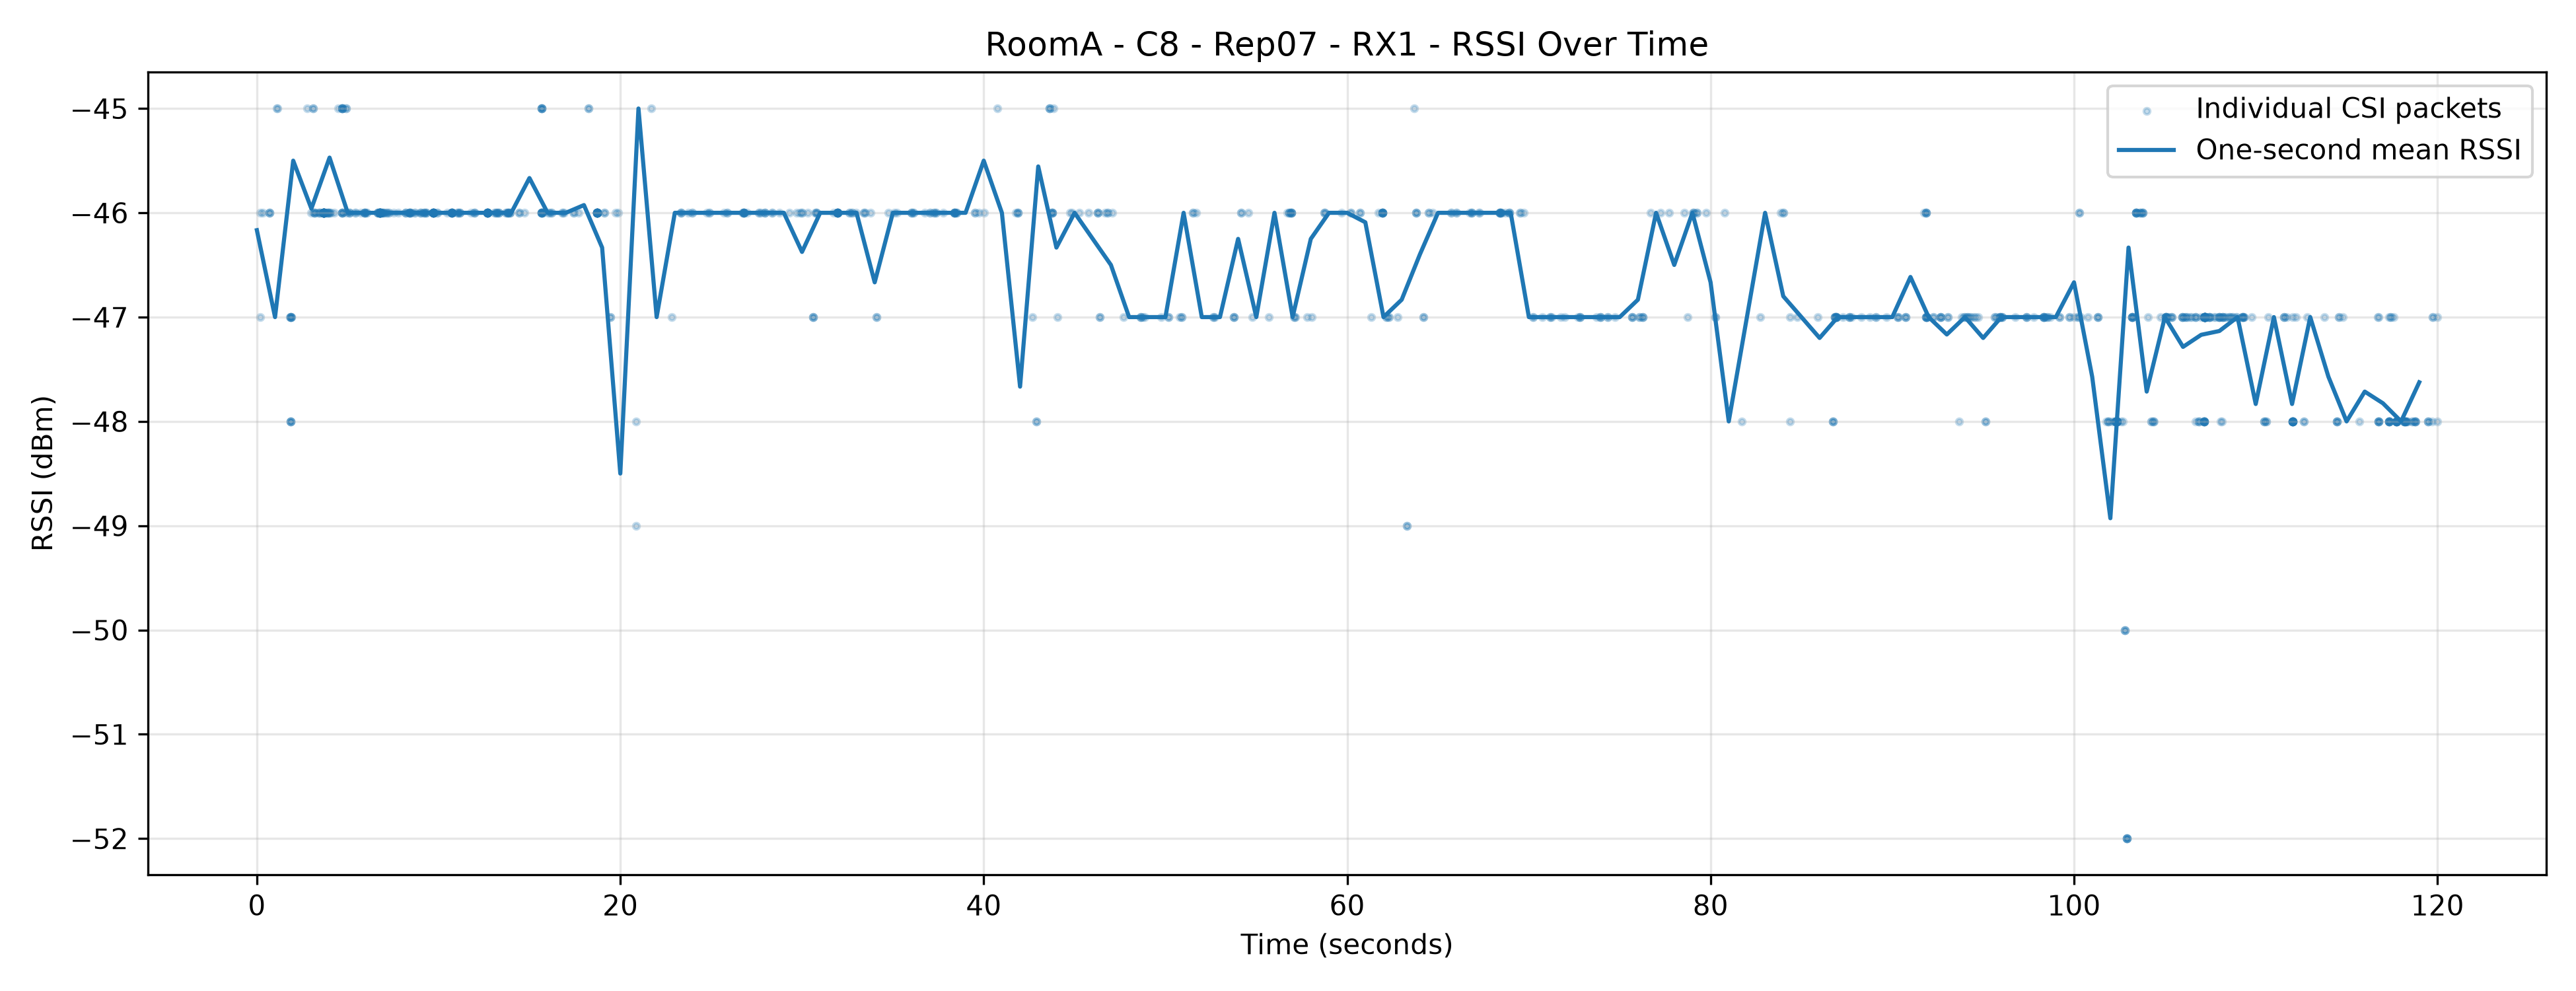 RoomA - C8 - Rep07 - RX1 - RSSI Over Time
Individual CSI packets
One-second mean RSSI
RSSI (dBm)
−45
−46
−47
−48
−49
−50
−51
−52
0 20 40 60 80 100 120
Time (seconds)